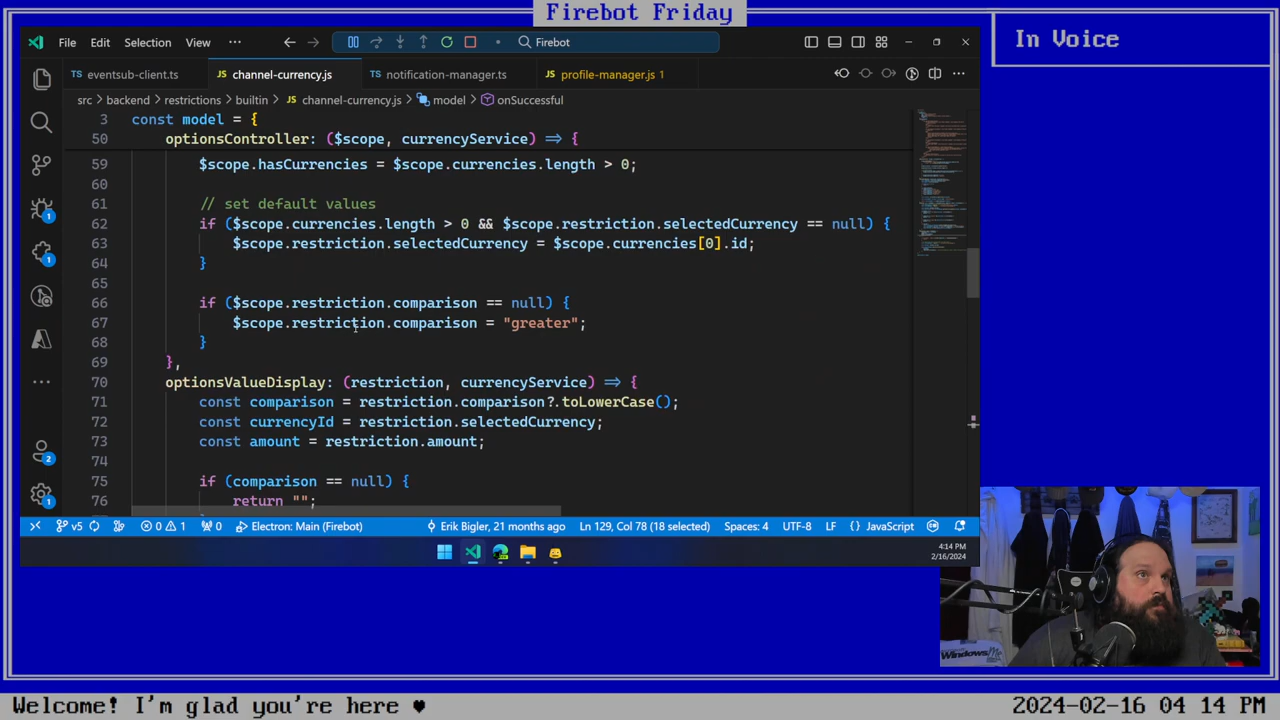 Firebot Friday
In Voice
File Edit Selection View ··· Firebot
eventsub-client.ts channel-currency.js notification-manager.ts profile-manager.js 1
src > backend > restrictions > builtin > channel-currency.js > model > onSuccessful
3 const model = {
50 optionsController: ($scope, currencyService) => {
59 $scope.hasCurrencies = $scope.currencies.length > 0;
60
61 // set default values
62 if ($scope.currencies.length > 0 && $scope.restriction.selectedCurrency == null) {
63 $scope.restriction.selectedCurrency = $scope.currencies[0].id;
64 }
65
66 if ($scope.restriction.comparison == null) {
67 $scope.restriction.comparison = "greater";
68 }
69 },
70 optionsValueDisplay: (restriction, currencyService) => {
71 const comparison = restriction.comparison?.toLowerCase();
72 const currencyId = restriction.selectedCurrency;
73 const amount = restriction.amount;
74
75 if (comparison == null) {
76 return "";
1
1
2
1
v5 0 1 0 Electron: Main (Firebot) Erik Bigler, 21 months ago Ln 129, Col 78 (18 selected) Spaces: 4 UTF-8 LF {} JavaScript
4:14 PM
2/16/2024
Windows Me
Welcome! I'm glad you're here ♥ 2024-02-16 04 14 PM